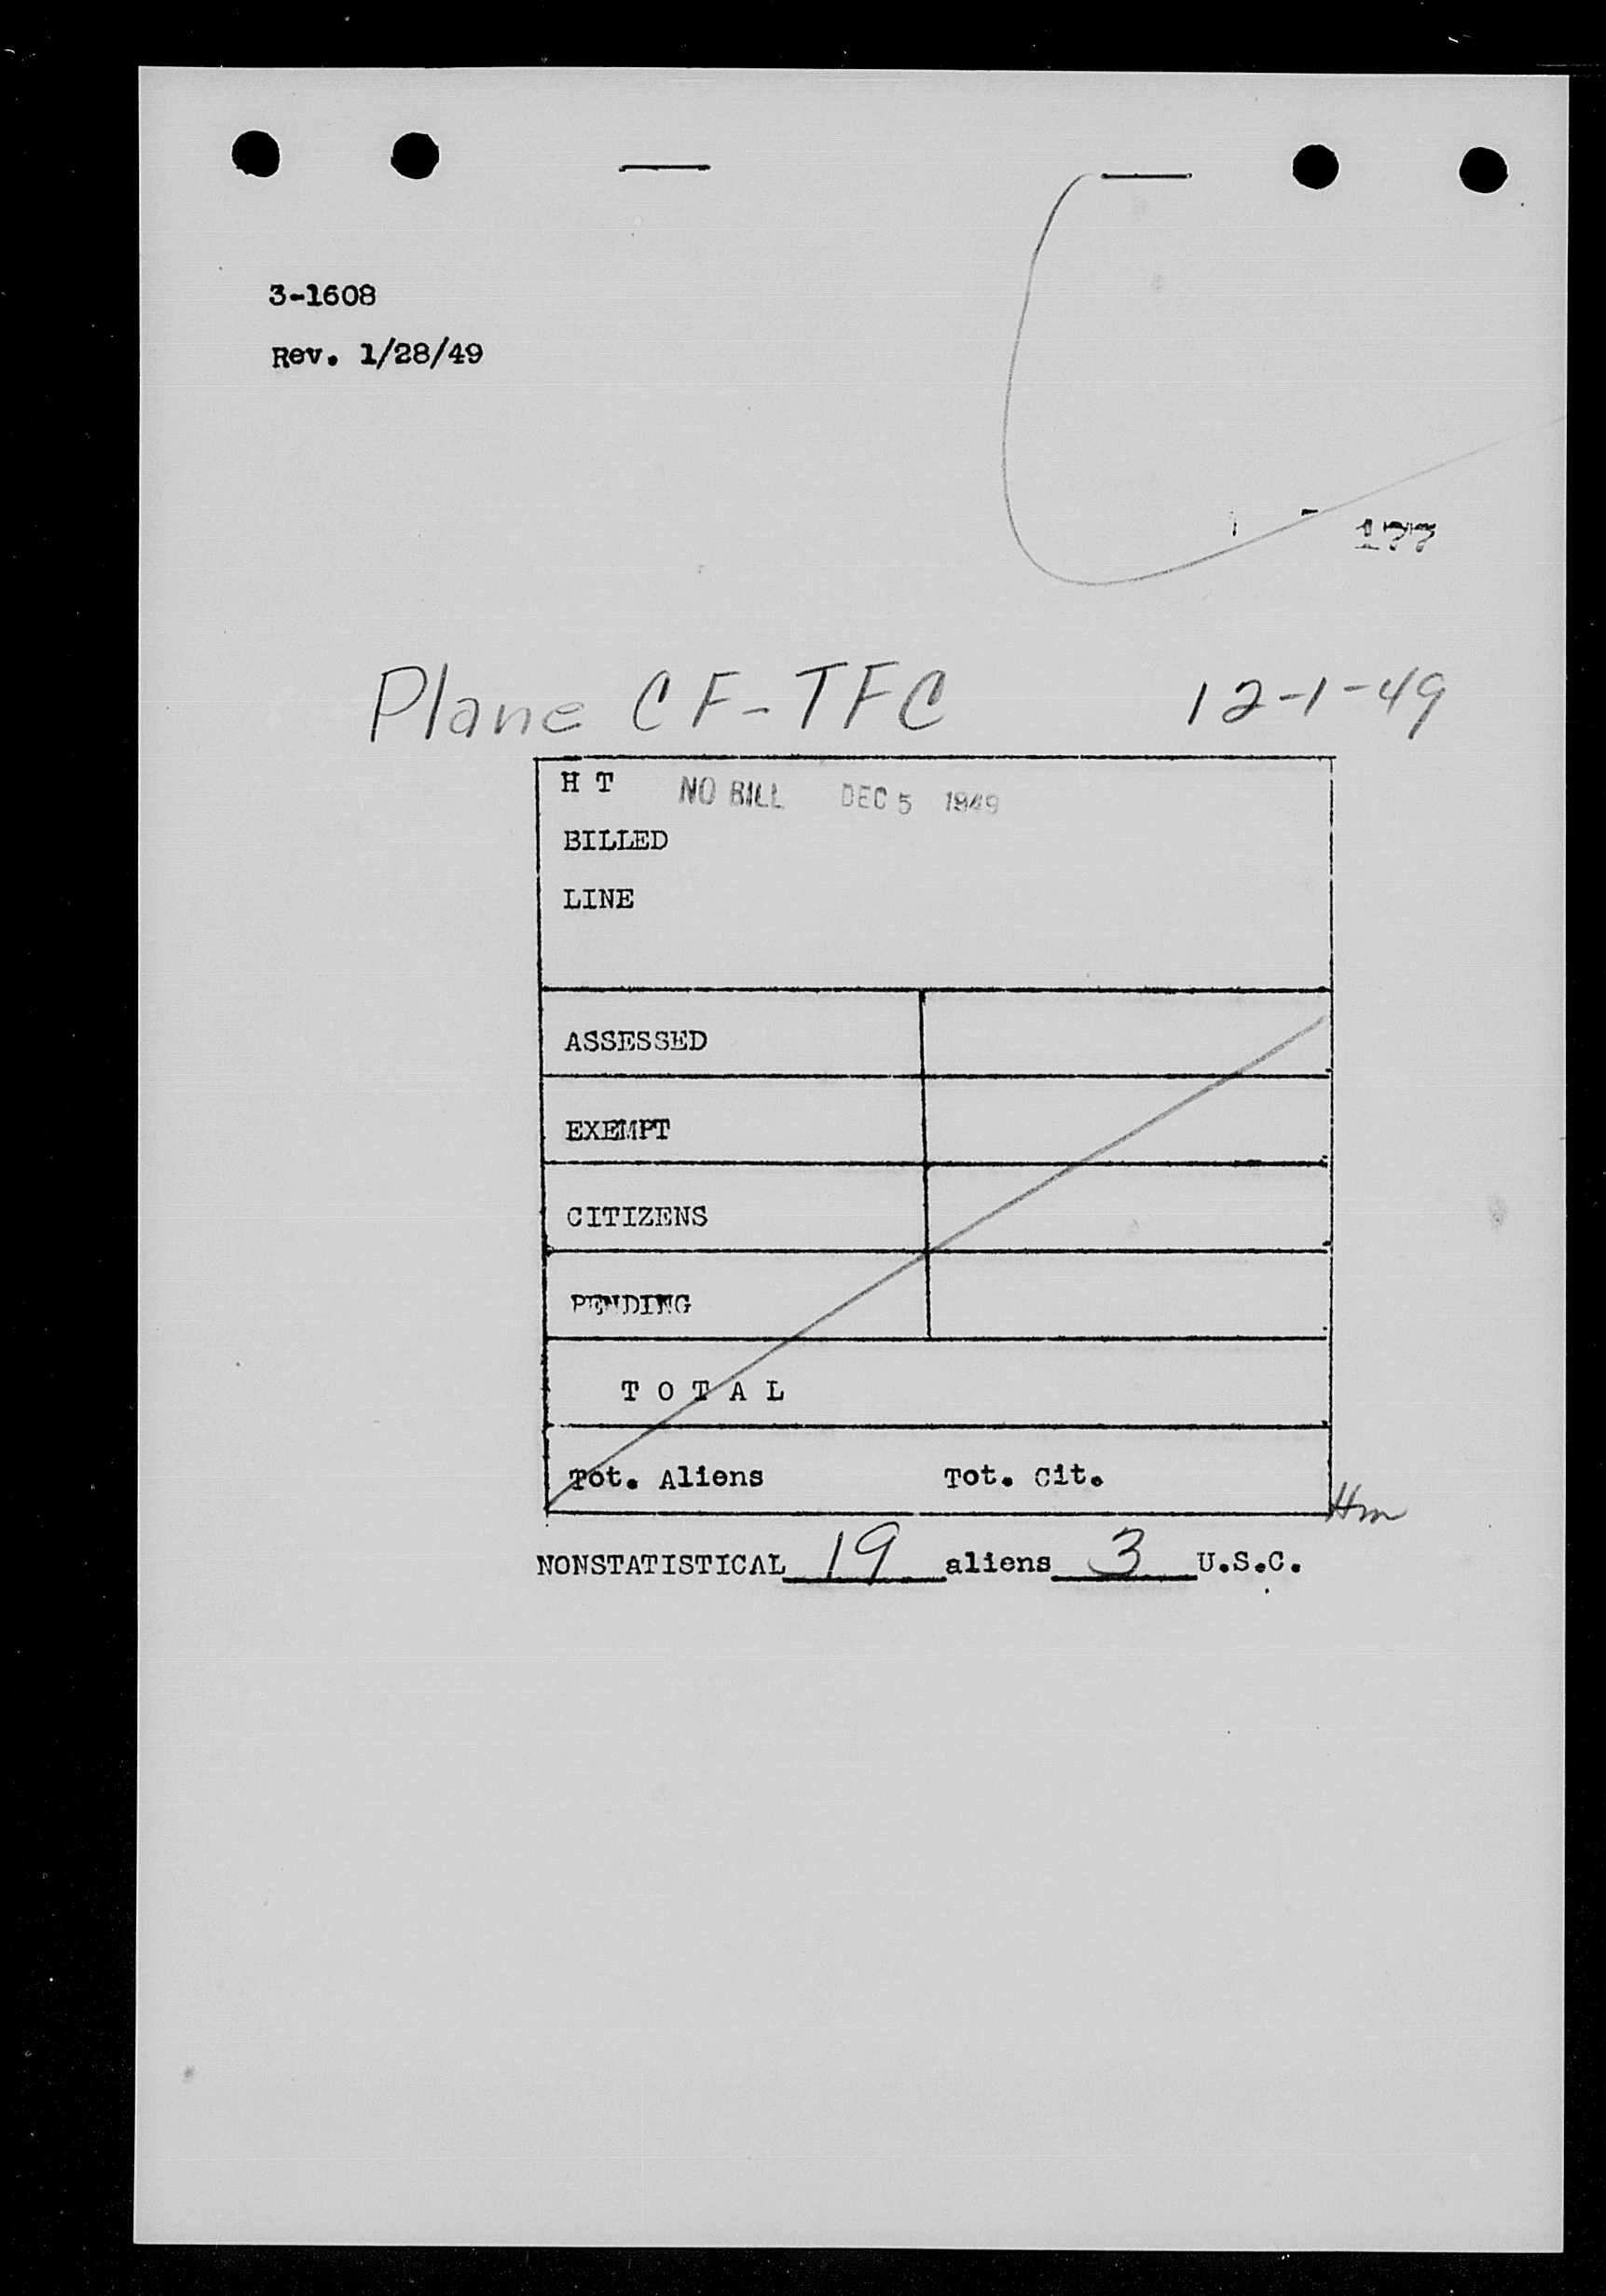 3-1608
Rev. 1/28/49
Plane CF-TFC 12-1-49
H T NO BILL DEC 5 1949
BILLED
LINE
ASSESSED
EXEMPT
CITIZENS
PENDING
T O T A L
Tot. Aliens Tot. Cit.
NONSTATISTICAL 19 aliens 3 U.S.C.